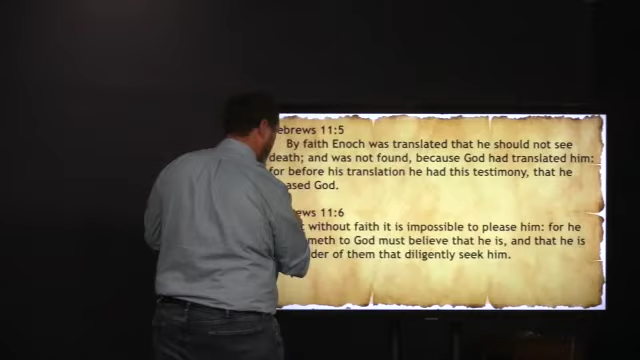 ebrews 11:5
By faith Enoch was translated that he should not see
death; and was not found, because God had translated him:
for before his translation he had this testimony, that he
ased God.
ews 11:6
without faith it is impossible to please him: for he
meth to God must believe that he is, and that he is
der of them that diligently seek him.